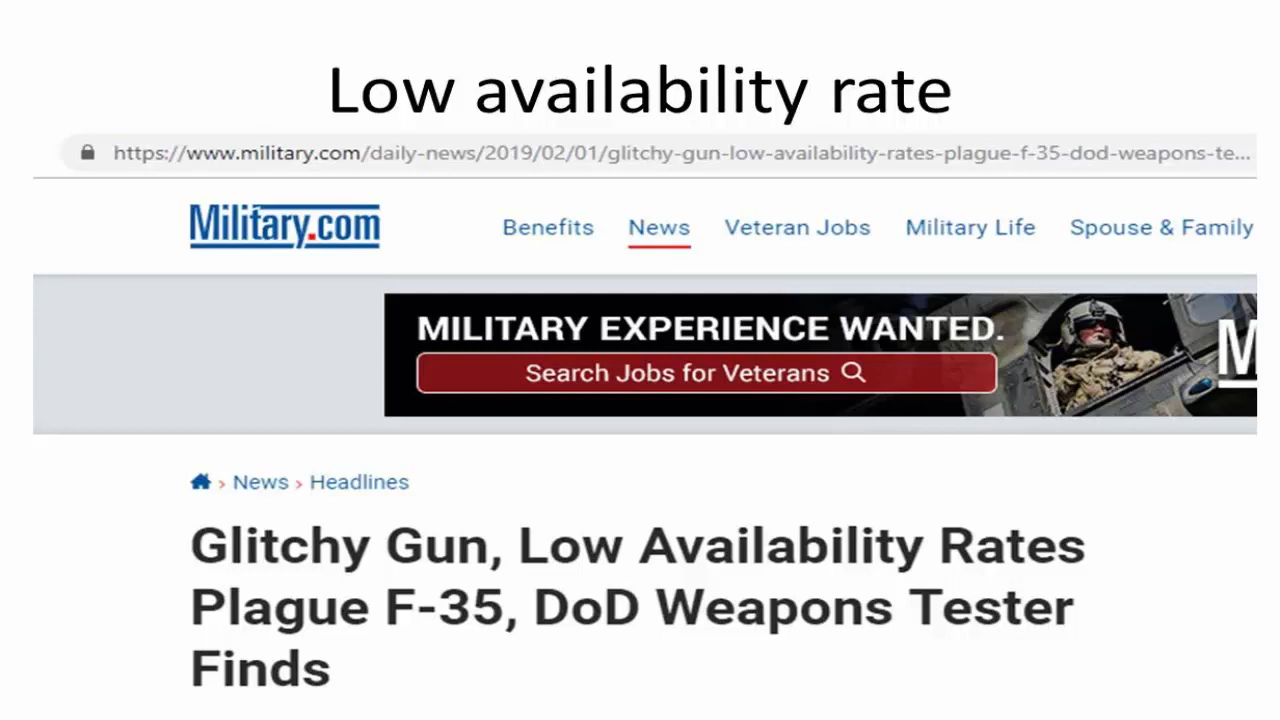 Low availability rate
https://www.military.com/daily-news/2019/02/01/glitchy-gun-low-availability-rates-plague-f-35-dod-weapons-te...
Military.com Benefits News Veteran Jobs Military Life Spouse & Family
MILITARY EXPERIENCE WANTED.
Search Jobs for Veterans
M
› News › Headlines
Glitchy Gun, Low Availability Rates
Plague F-35, DoD Weapons Tester
Finds